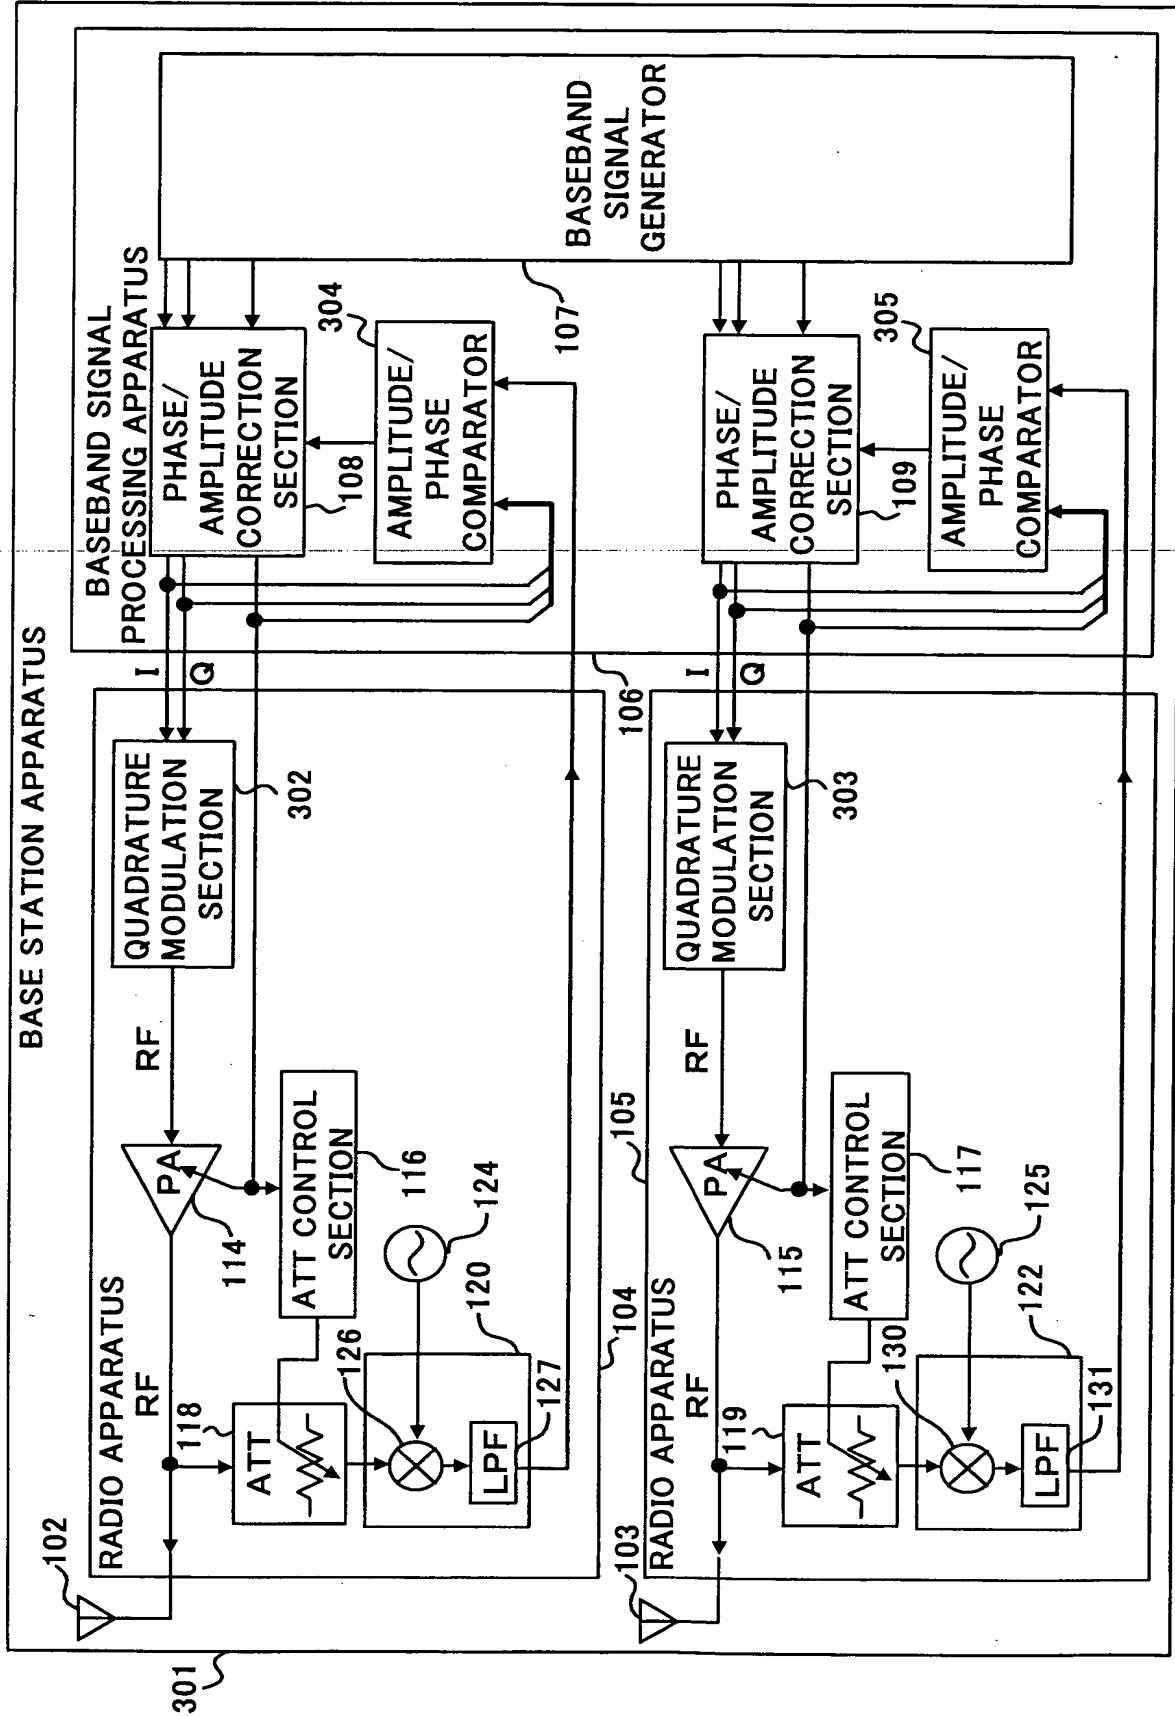 BASE STATION APPARATUS
301
102
RADIO APPARATUS
RF
118
ATT
PA
114
RF
QUADRATURE
MODULATION
SECTION
302
I
Q
ATT CONTROL
SECTION
116
124
120
126
LPF
127
104
BASEBAND SIGNAL
PROCESSING APPARATUS
PHASE/
AMPLITUDE
CORRECTION
SECTION
108
304
AMPLITUDE/
PHASE
COMPARATOR
106
107
BASEBAND
SIGNAL
GENERATOR
103
RADIO APPARATUS
105
RF
119
ATT
PA
115
RF
QUADRATURE
MODULATION
SECTION
303
I
Q
ATT CONTROL
SECTION
117
125
122
130
LPF
131
PHASE/
AMPLITUDE
CORRECTION
SECTION
109
305
AMPLITUDE/
PHASE
COMPARATOR